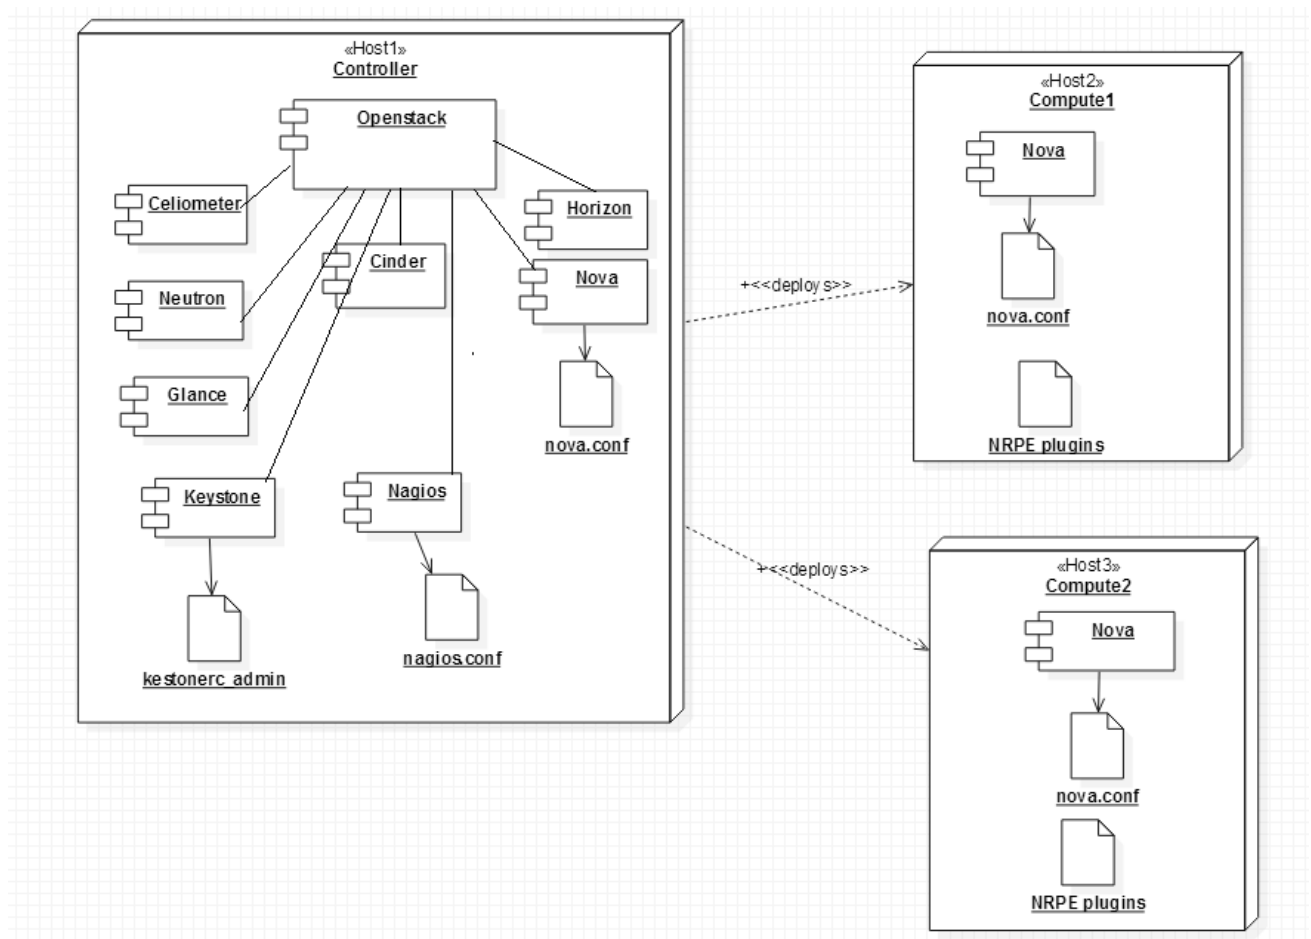 «Host1»
Controller
Openstack
Celiometer
Horizon
Cinder
Nova
Neutron
Glance
nova.conf
Keystone
Nagios
kestonerc_admin
nagios.conf
+<<deploys>>
+<<deploys>>
«Host2»
Compute1
Nova
nova.conf
NRPE plugins
«Host3»
Compute2
Nova
nova.conf
NRPE plugins